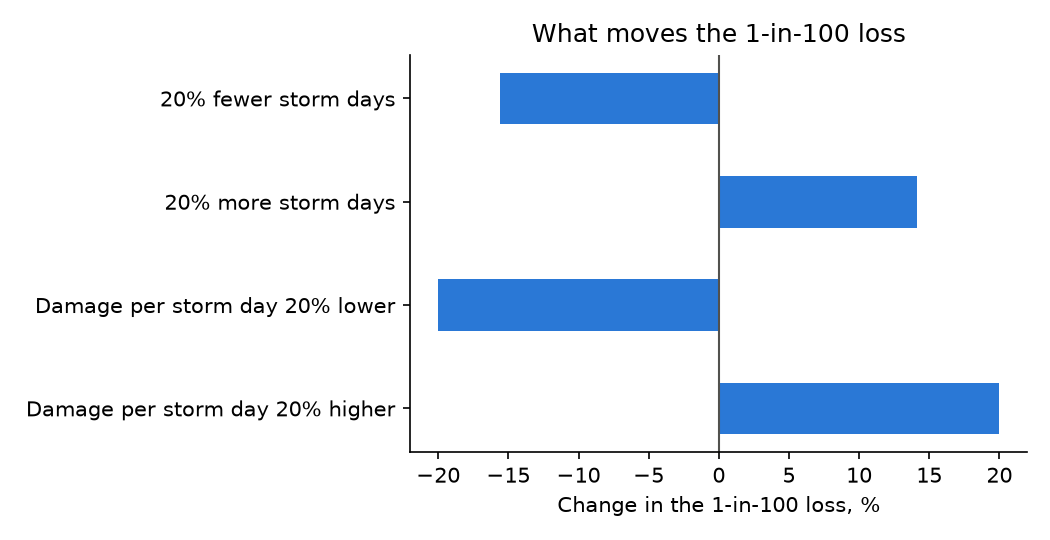 What moves the 1-in-100 loss
20% fewer storm days
20% more storm days
Damage per storm day 20% lower
Damage per storm day 20% higher
−20 −15 −10 −5 0 5 10 15 20
Change in the 1-in-100 loss, %